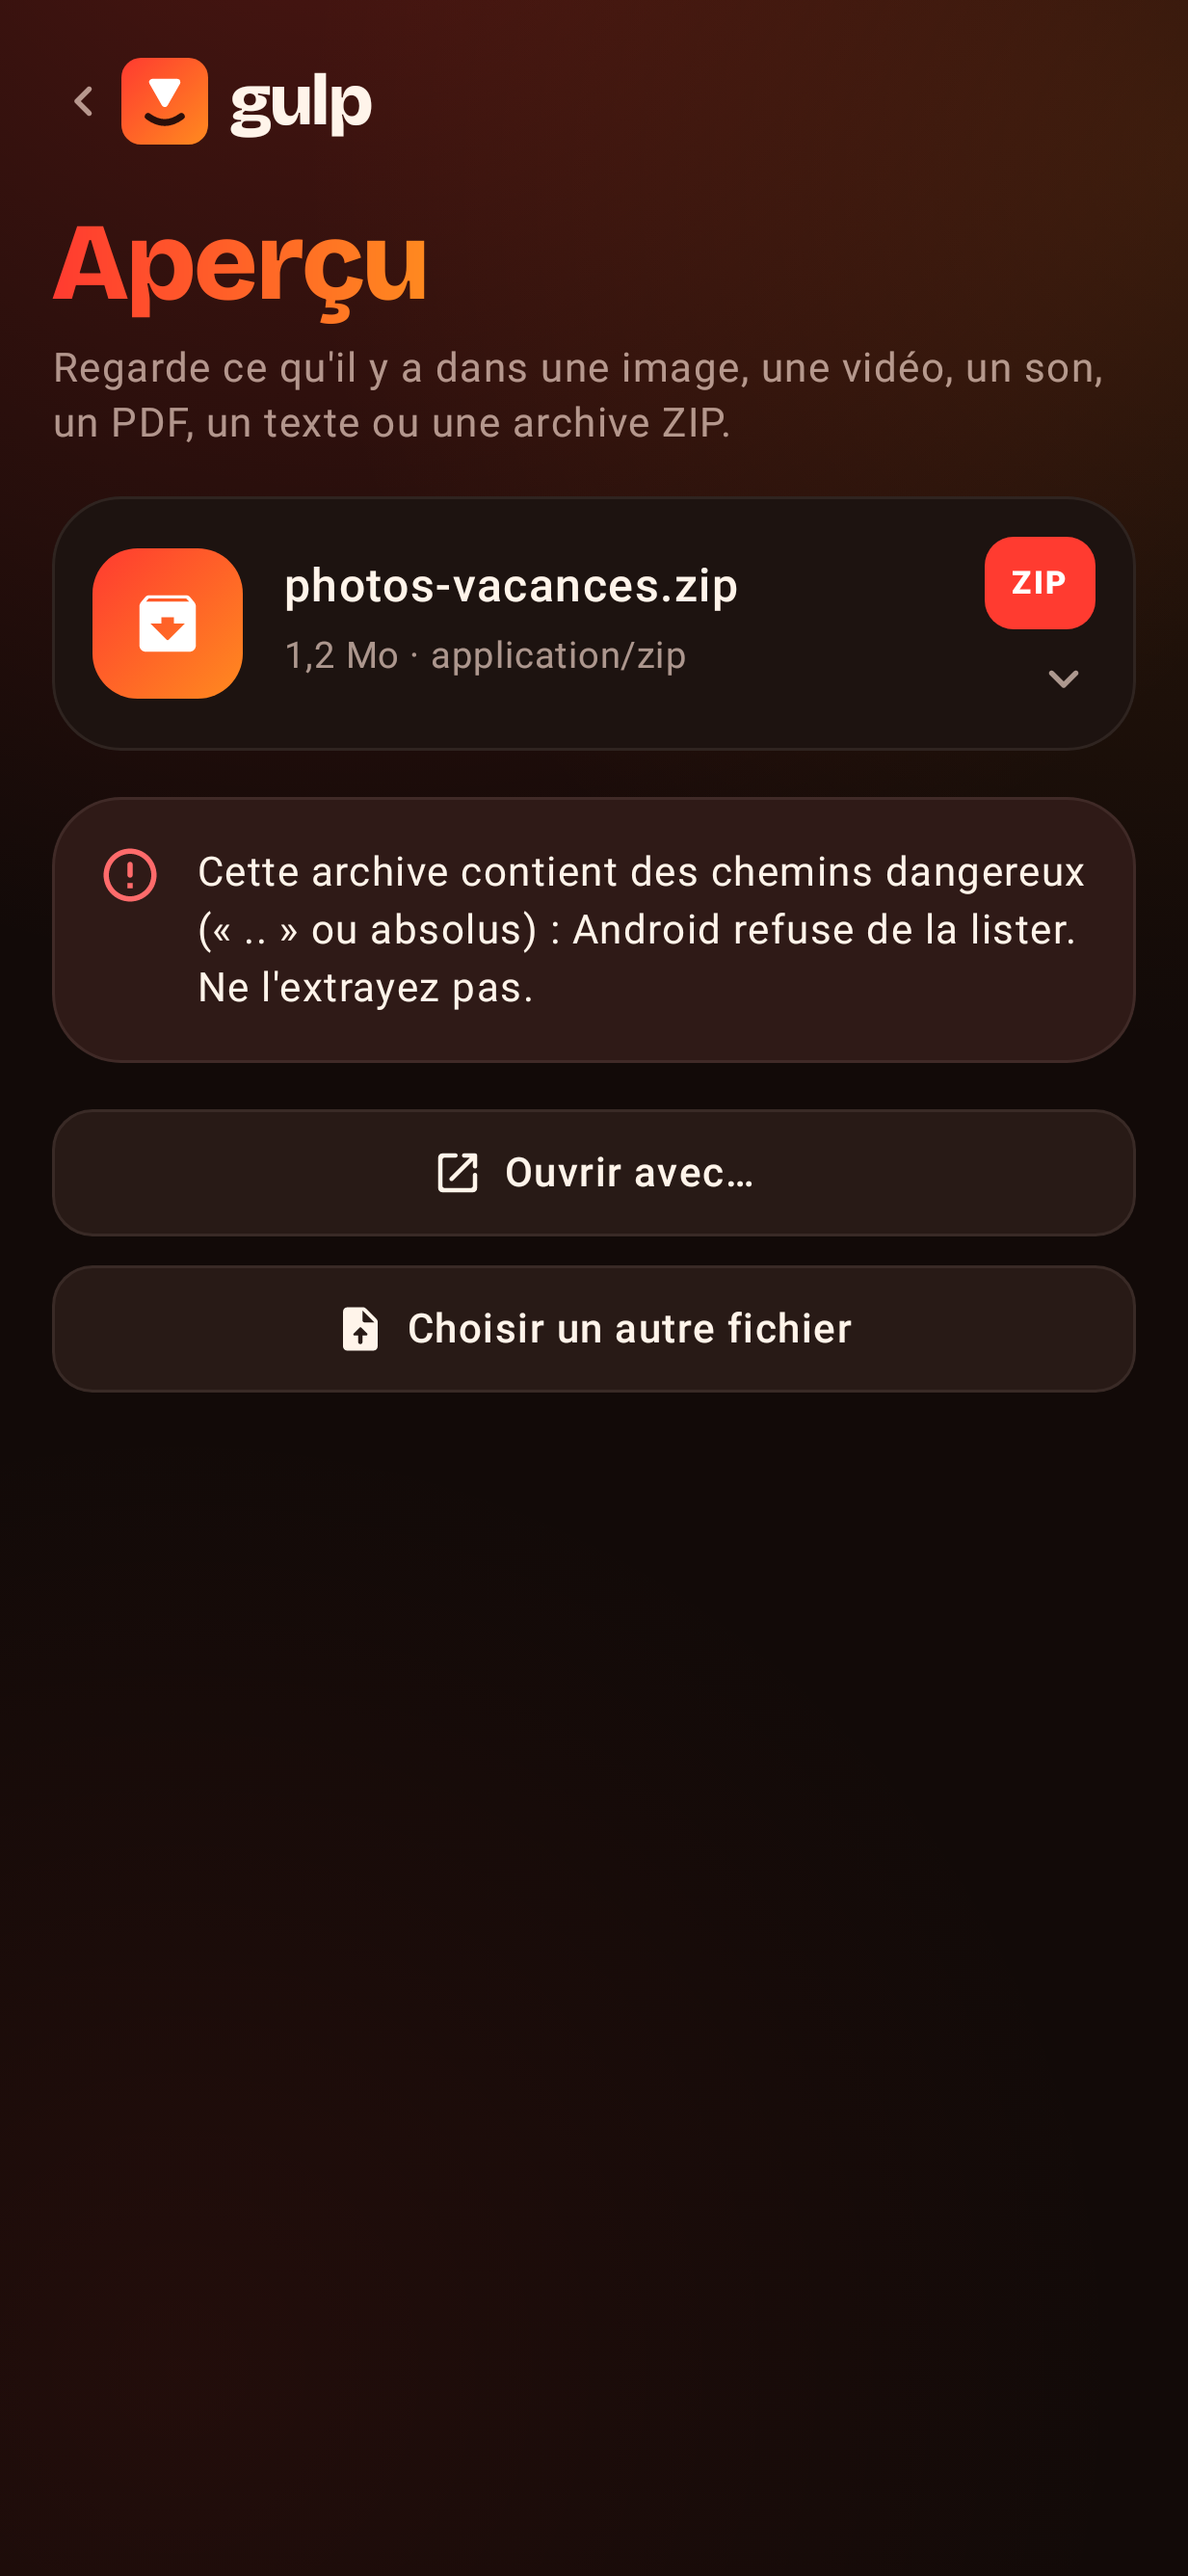 gulp
Aperçu
Regarde ce qu'il y a dans une image, une vidéo, un son,
un PDF, un texte ou une archive ZIP.
photos-vacances.zip
ZIP
1,2 Mo · application/zip
Cette archive contient des chemins dangereux
(« .. » ou absolus) : Android refuse de la lister.
Ne l'extrayez pas.
Ouvrir avec…
Choisir un autre fichier